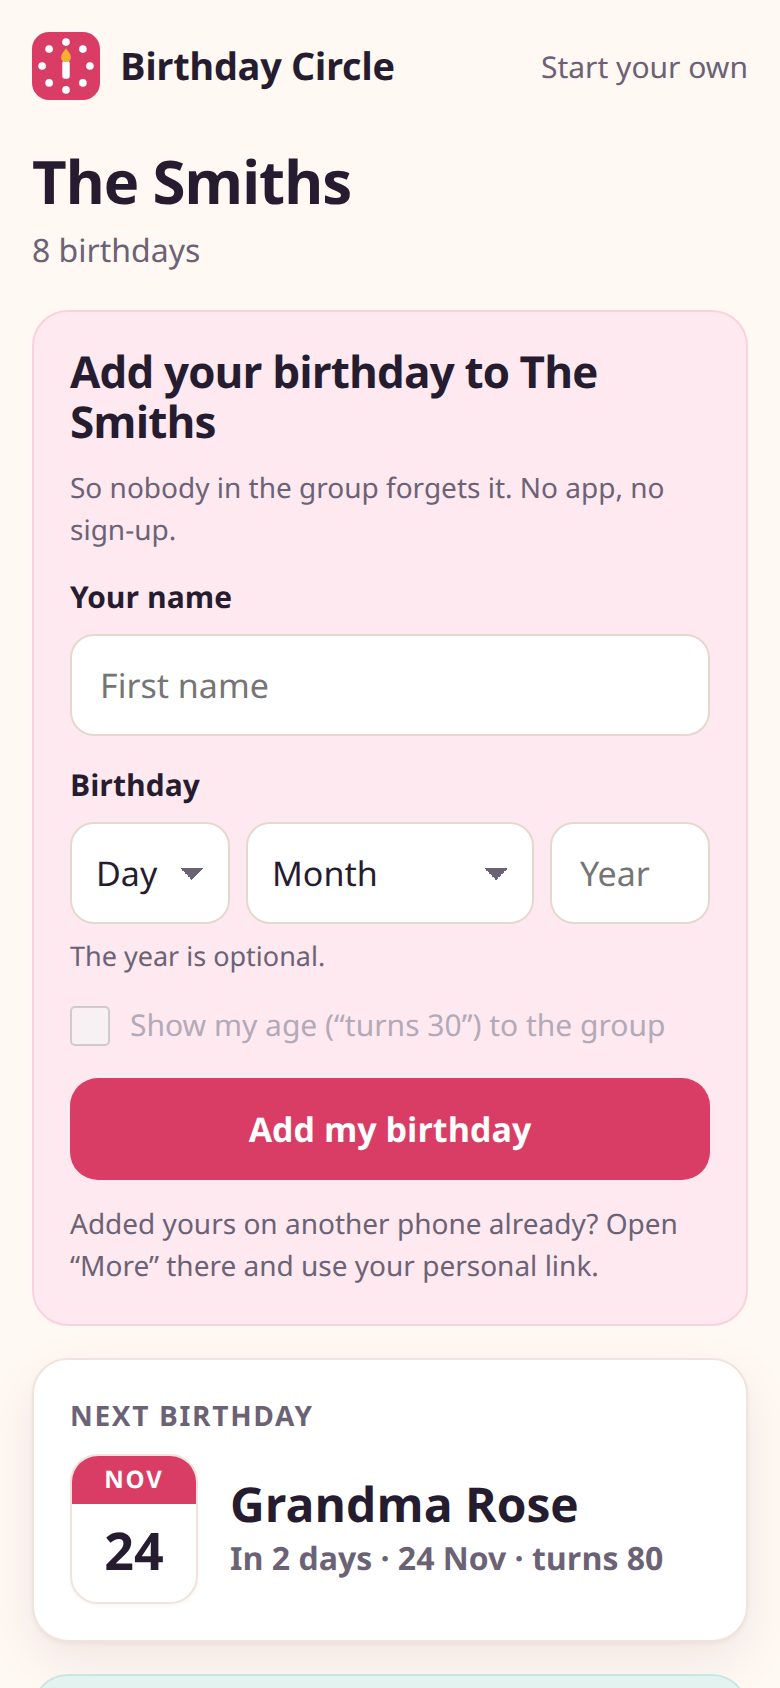 Birthday Circle
Start your own
The Smiths
8 birthdays
Add your birthday to The
Smiths
So nobody in the group forgets it. No app, no
sign-up.
Your name
First name
Birthday
Day
Month
Year
The year is optional.
Show my age (“turns 30”) to the group
Add my birthday
Added yours on another phone already? Open
“More” there and use your personal link.
NEXT BIRTHDAY
NOV
24
Grandma Rose
In 2 days · 24 Nov · turns 80